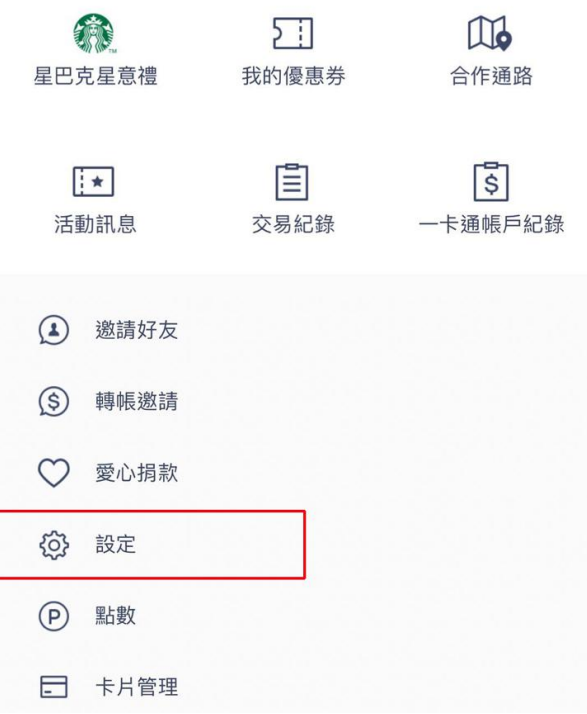 星巴克星意禮
我的優惠券
合作通路
活動訊息
交易紀錄
一卡通帳戶紀錄
邀請好友
轉帳邀請
愛心捐款
設定
點數
卡片管理